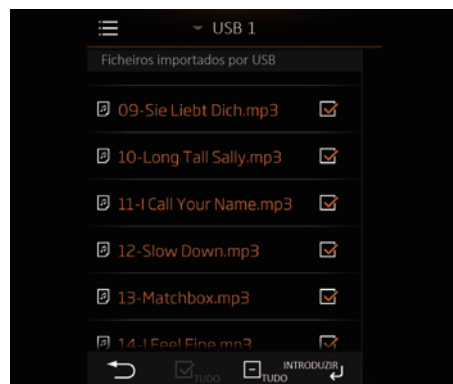 USB 1
Ficheiros importados por USB
09-Sie Liebt Dich.mp3
10-Long Tall Sally.mp3
11-I Call Your Name.mp3
12-Slow Down.mp3
13-Matchbox.mp3
14-I Feel Fine.mp3
TUDO
TUDO
INTRODUZIR